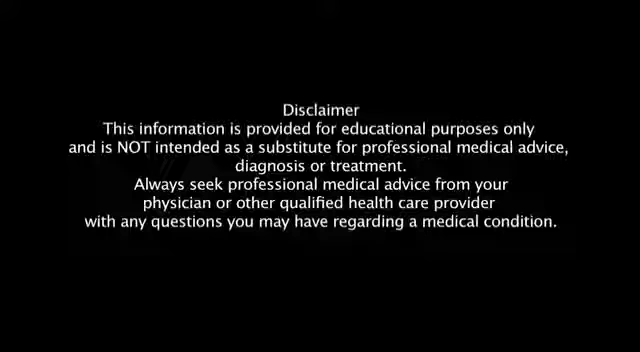 Disclaimer
This information is provided for educational purposes only
and is NOT intended as a substitute for professional medical advice,
diagnosis or treatment.
Always seek professional medical advice from your
physician or other qualified health care provider
with any questions you may have regarding a medical condition.